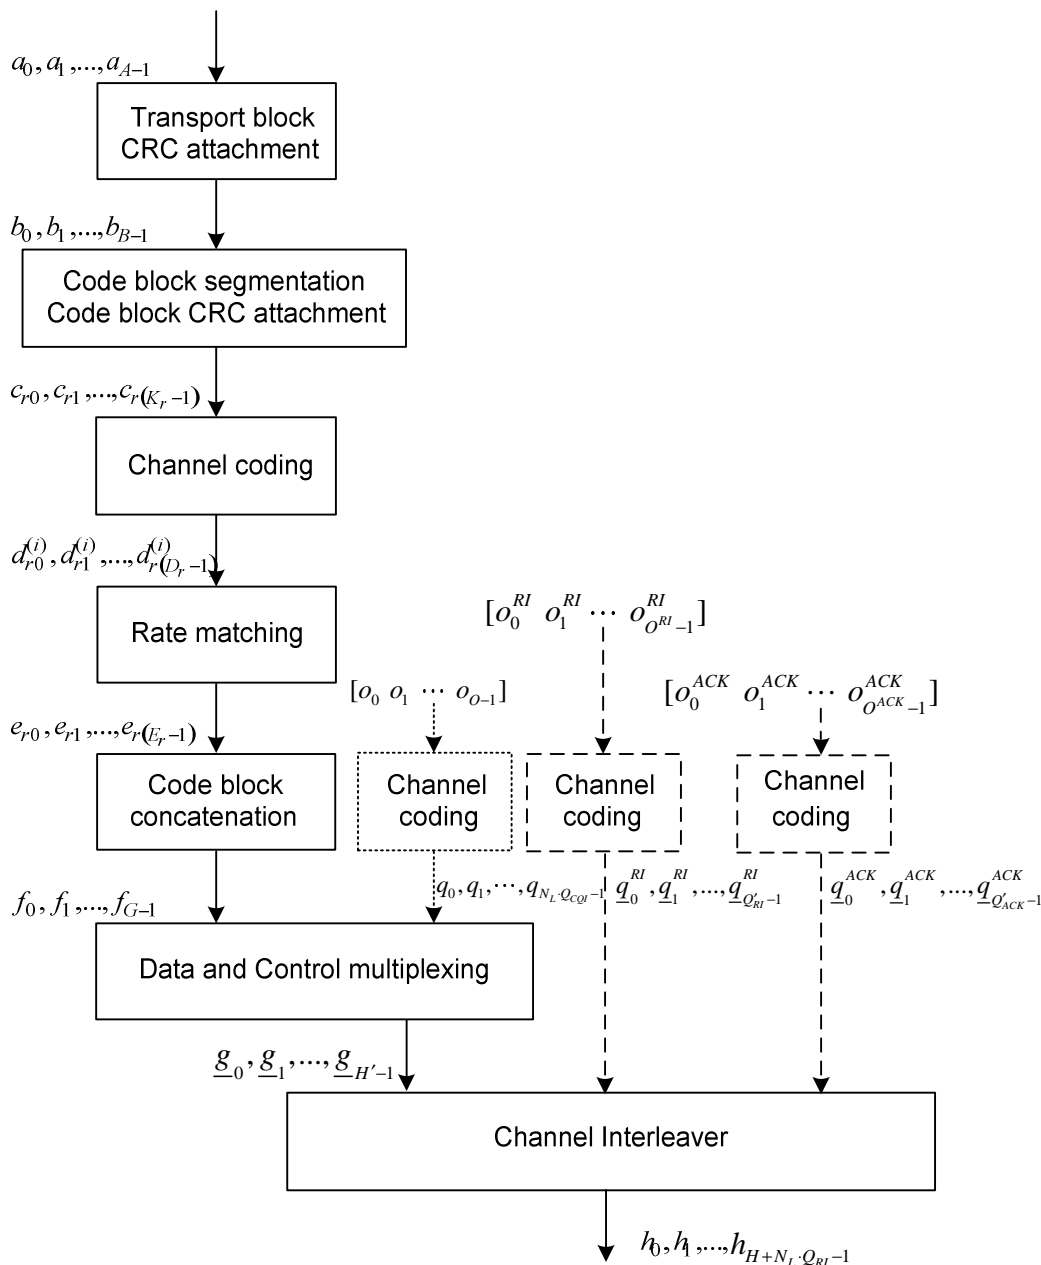 a_0, a_1, ..., a_{A-1}
Transport block
CRC attachment
b_0, b_1, ..., b_{B-1}
Code block segmentation
Code block CRC attachment
c_{r0}, c_{r1}, ..., c_{r(K_r-1)}
Channel coding
d_{r0}^{(i)}, d_{r1}^{(i)}, ..., d_{r(D_r-1)}^{(i)}
Rate matching
[o_0^{RI} o_1^{RI} ⋯ o_{O^{RI}-1}^{RI}]
[o_0 o_1 ⋯ o_{O-1}]
[o_0^{ACK} o_1^{ACK} ⋯ o_{O^{ACK}-1}^{ACK}]
e_{r0}, e_{r1}, ..., e_{r(E_r-1)}
Code block
concatenation
Channel
coding
Channel
coding
Channel
coding
f_0, f_1, ..., f_{G-1}
q_0, q_1, ⋯, q_{N_L·Q_{CQI}-1}
q_0^{RI}, q_1^{RI}, ..., q_{Q'_{RI}-1}^{RI}
q_0^{ACK}, q_1^{ACK}, ..., q_{Q'_{ACK}-1}^{ACK}
Data and Control multiplexing
g_0, g_1, ..., g_{H'-1}
Channel Interleaver
h_0, h_1, ..., h_{H+N_L·Q_{RI}-1}